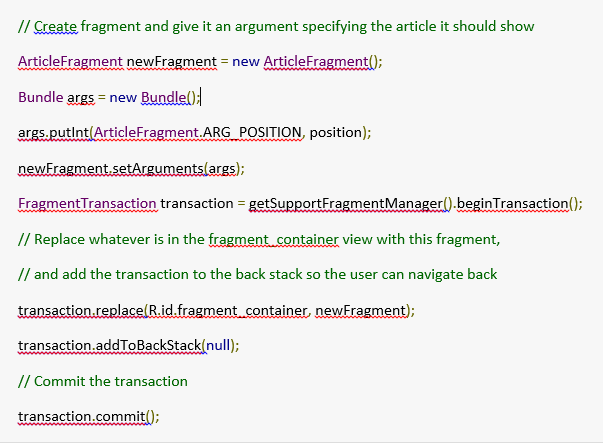 // Create fragment and give it an argument specifying the article it should show
ArticleFragment newFragment = new ArticleFragment();
Bundle args = new Bundle();
args.putInt(ArticleFragment.ARG_POSITION, position);
newFragment.setArguments(args);
FragmentTransaction transaction = getSupportFragmentManager().beginTransaction();
// Replace whatever is in the fragment_container view with this fragment,
// and add the transaction to the back stack so the user can navigate back
transaction.replace(R.id.fragment_container, newFragment);
transaction.addToBackStack(null);
// Commit the transaction
transaction.commit();